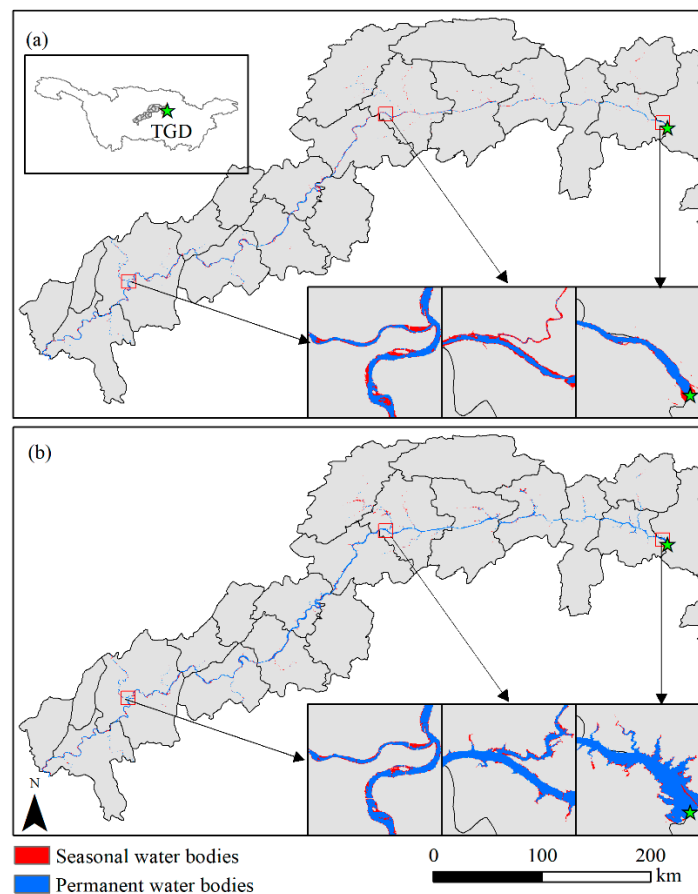 (a)
TGD
(b)
N
Seasonal water bodies
Permanent water bodies
0 100 200
km